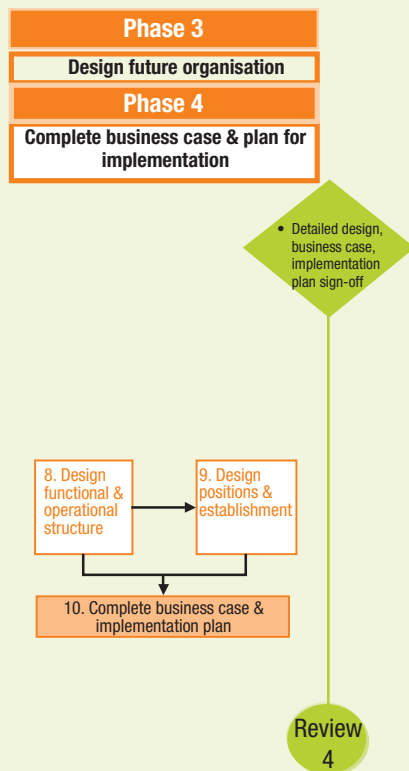 Phase 3
Design future organisation
Phase 4
Complete business case & plan for
implementation
• Detailed design,
business case,
implementation
plan sign-off
8. Design
functional &
operational
structure
9. Design
positions &
establishment
10. Complete business case &
implementation plan
Review
4